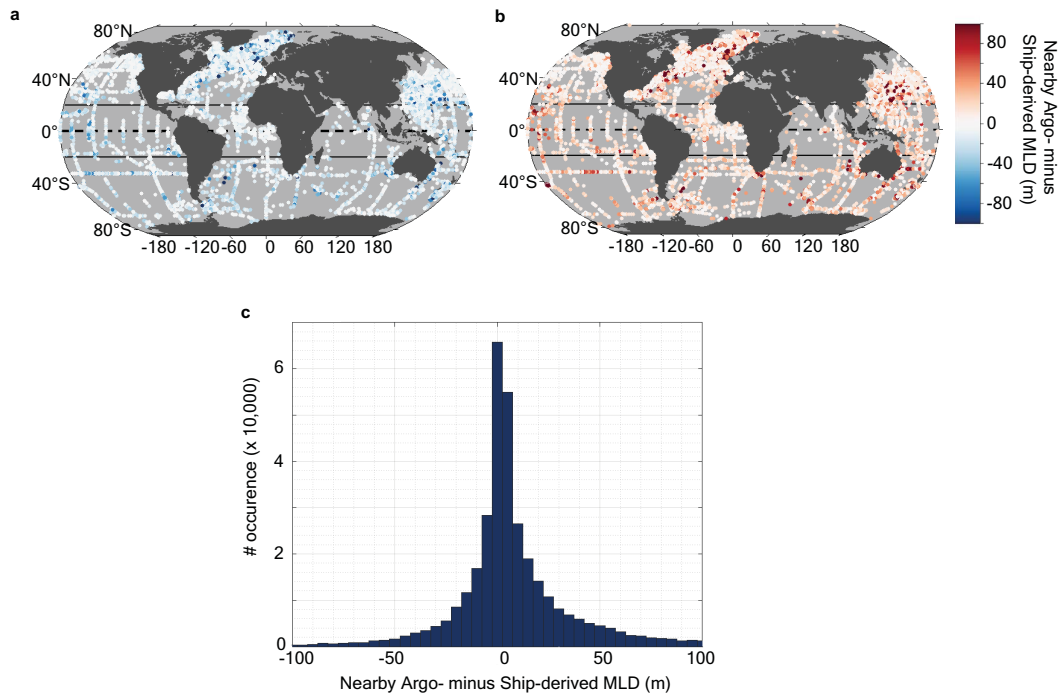 a
80°N
40°N
0°
40°S
80°S
-180 -120 -60 0 60 120 180
b
80°N
40°N
0°
40°S
80°S
-180 -120 -60 0 60 120 180
80
40
0
-40
-80
Nearby Argo- minus
Ship-derived MLD (m)
c
# occurence (x 10,000)
6
4
2
0
-100 -50 0 50 100
Nearby Argo- minus Ship-derived MLD (m)